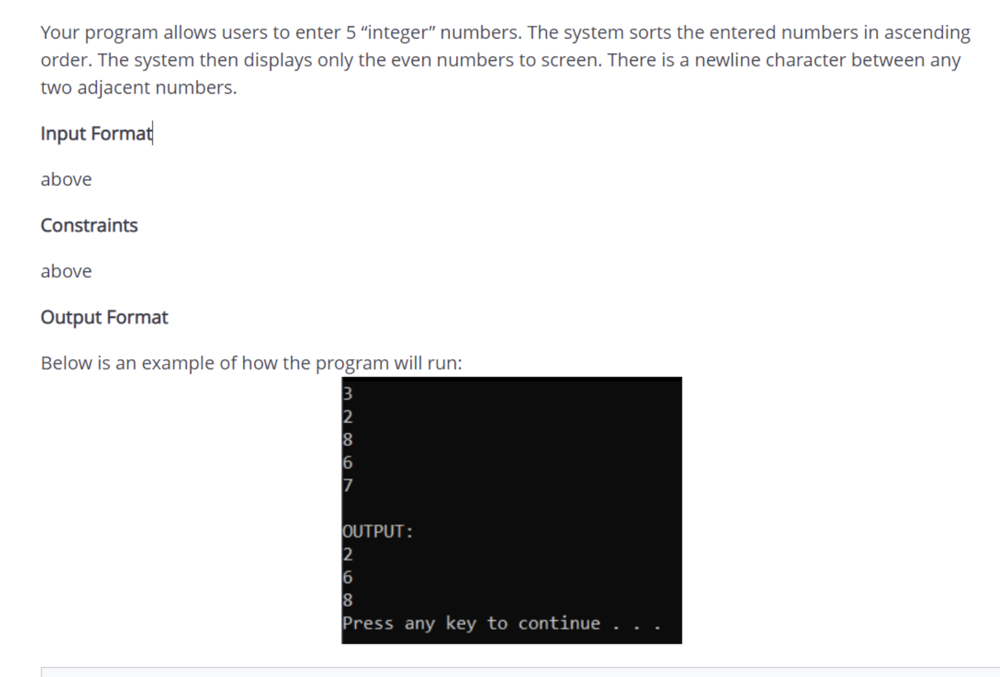 Your program allows users to enter 5 “integer” numbers. The system sorts the entered numbers in ascending
order. The system then displays only the even numbers to screen. There is a newline character between any
two adjacent numbers.
Input Format
above
Constraints
above
Output Format
Below is an example of how the program will run:
3
2
8
6
7
OUTPUT:
2
6
8
Press any key to continue . . .